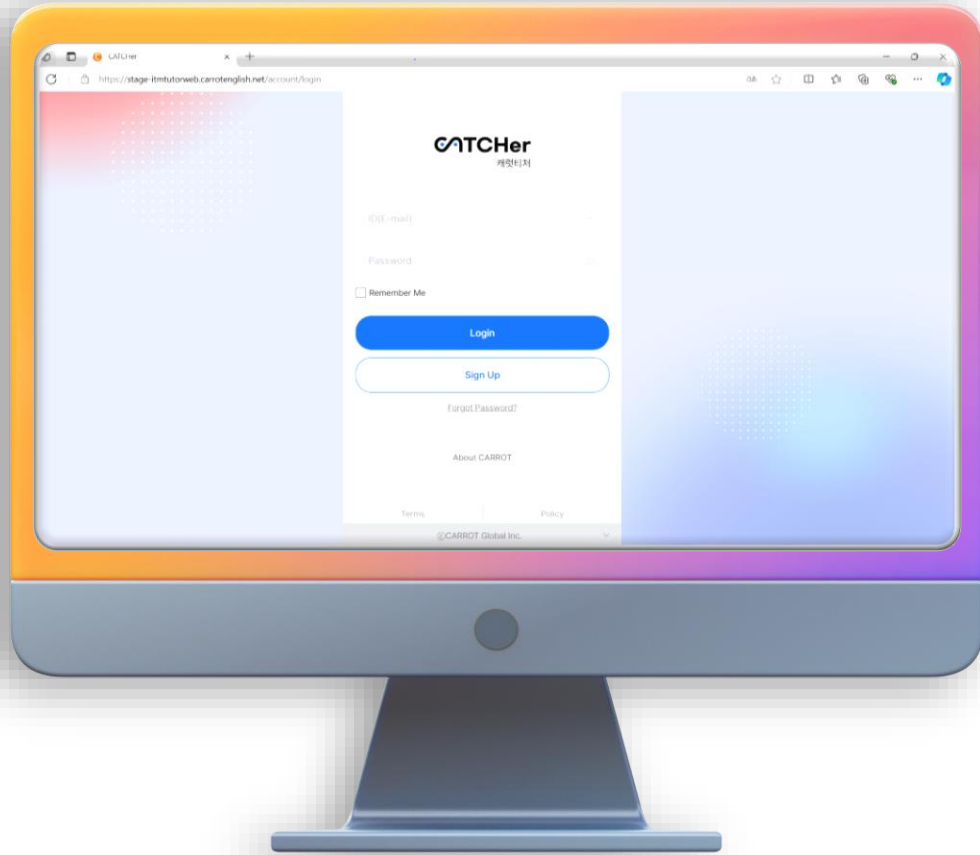 CATCHer
https://stage-itmtutorweb.carrotenglish.net/account/login
CATCHer
캐럿티처
ID(E-mail)
Password
Remember Me
Login
Sign Up
Forgot Password?
About CARROT
Terms
Policy
ⓒCARROT Global Inc.